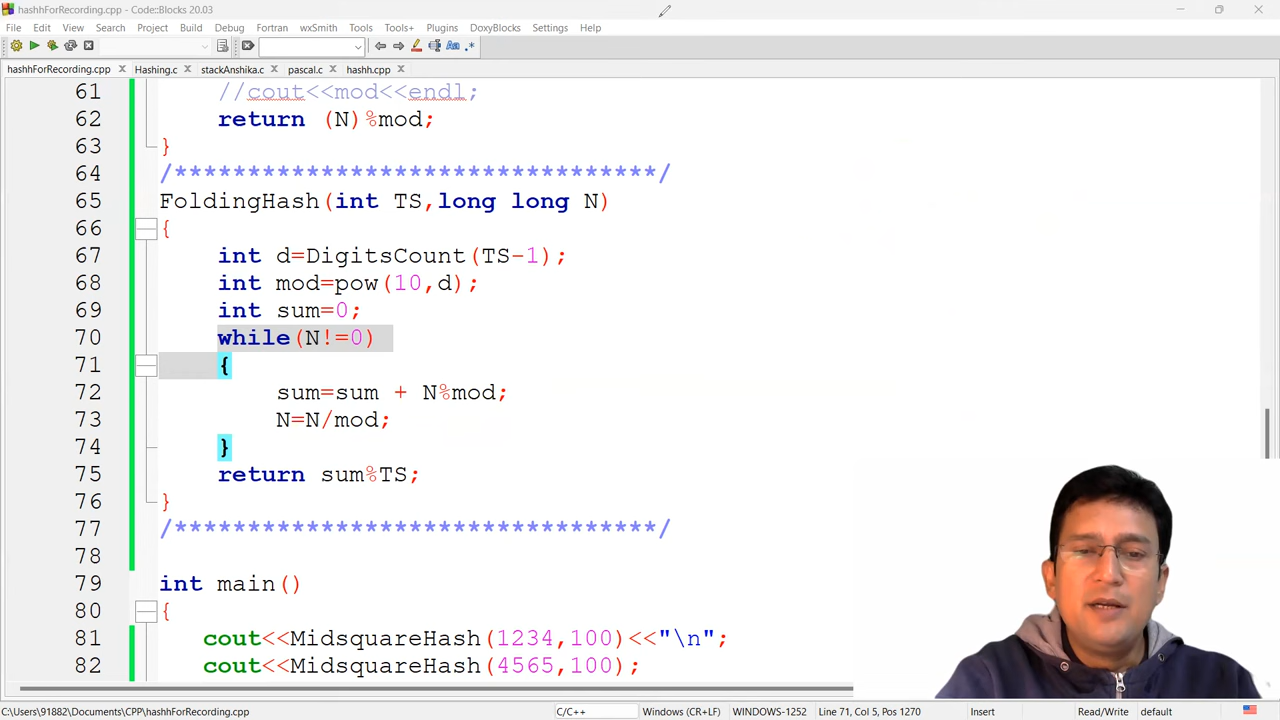 hashhForRecording.cpp - Code::Blocks 20.03
File Edit View Search Project Build Debug Fortran wxSmith Tools Tools+ Plugins DoxyBlocks Settings Help
hashhForRecording.cpp Hashing.c stackAnshika.c pascal.c hashh.cpp
61 //cout<<mod<<endl;
62 return (N)%mod;
63 }
64 /*********************************/
65 FoldingHash(int TS,long long N)
66 {
67 int d=DigitsCount(TS-1);
68 int mod=pow(10,d);
69 int sum=0;
70 while(N!=0)
71 {
72 sum=sum + N%mod;
73 N=N/mod;
74 }
75 return sum%TS;
76 }
77 /*********************************/
78
79 int main()
80 {
81 cout<<MidsquareHash(1234,100)<<"\n";
82 cout<<MidsquareHash(4565,100);
C:\Users\91882\Documents\CPP\hashhForRecording.cpp C/C++ Windows (CR+LF) WINDOWS-1252 Line 71, Col 5, Pos 1270 Insert Read/Write default